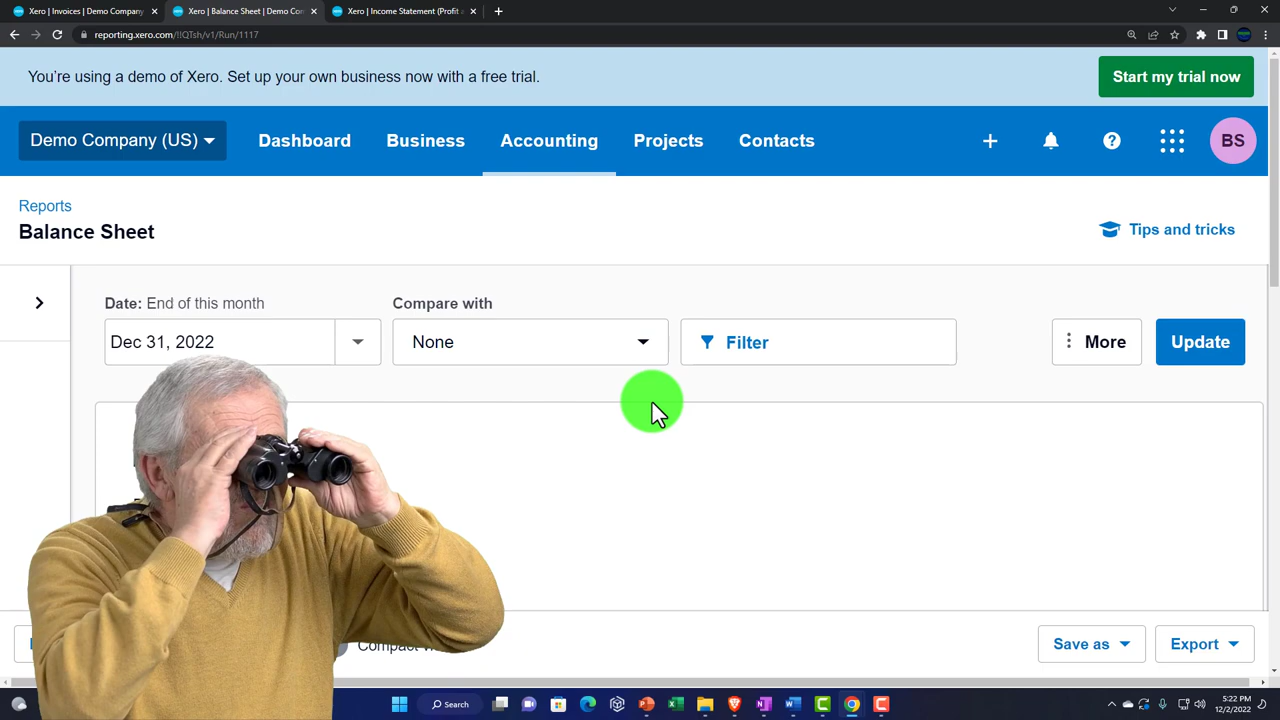 Xero | Invoices | Demo Company
Xero | Balance Sheet | Demo Con
Xero | Income Statement (Profit a
reporting.xero.com/!!QTsh/v1/Run/1117
You're using a demo of Xero. Set up your own business now with a free trial.
Start my trial now
Demo Company (US)
Dashboard
Business
Accounting
Projects
Contacts
BS
Reports
Balance Sheet
Tips and tricks
Date: End of this month
Compare with
Dec 31, 2022
None
Filter
More
Update
Save as
Export
Search
5:22 PM
12/2/2022